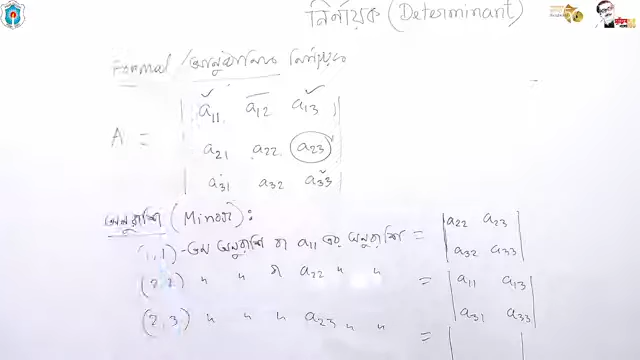 নির্ণায়ক (Determinant)
Formal / আনুষ্ঠানিক নির্ণায়ক
a₁₁ a₁₂ a₁₃
A = a₂₁ a₂₂ a₂₃
a₃₁ a₃₂ a₃₃
অনুরাশি (Minor):
(1,1) - তম অনুরাশি বা a₁₁ এর অনুরাশি = | a₂₂ a₂₃ |
| a₃₂ a₃₃ |
(2,2) " " বা a₂₂ " " = | a₁₁ a₁₃ |
| a₃₁ a₃₃ |
(2,3) " " " a₂₃ " " = | |